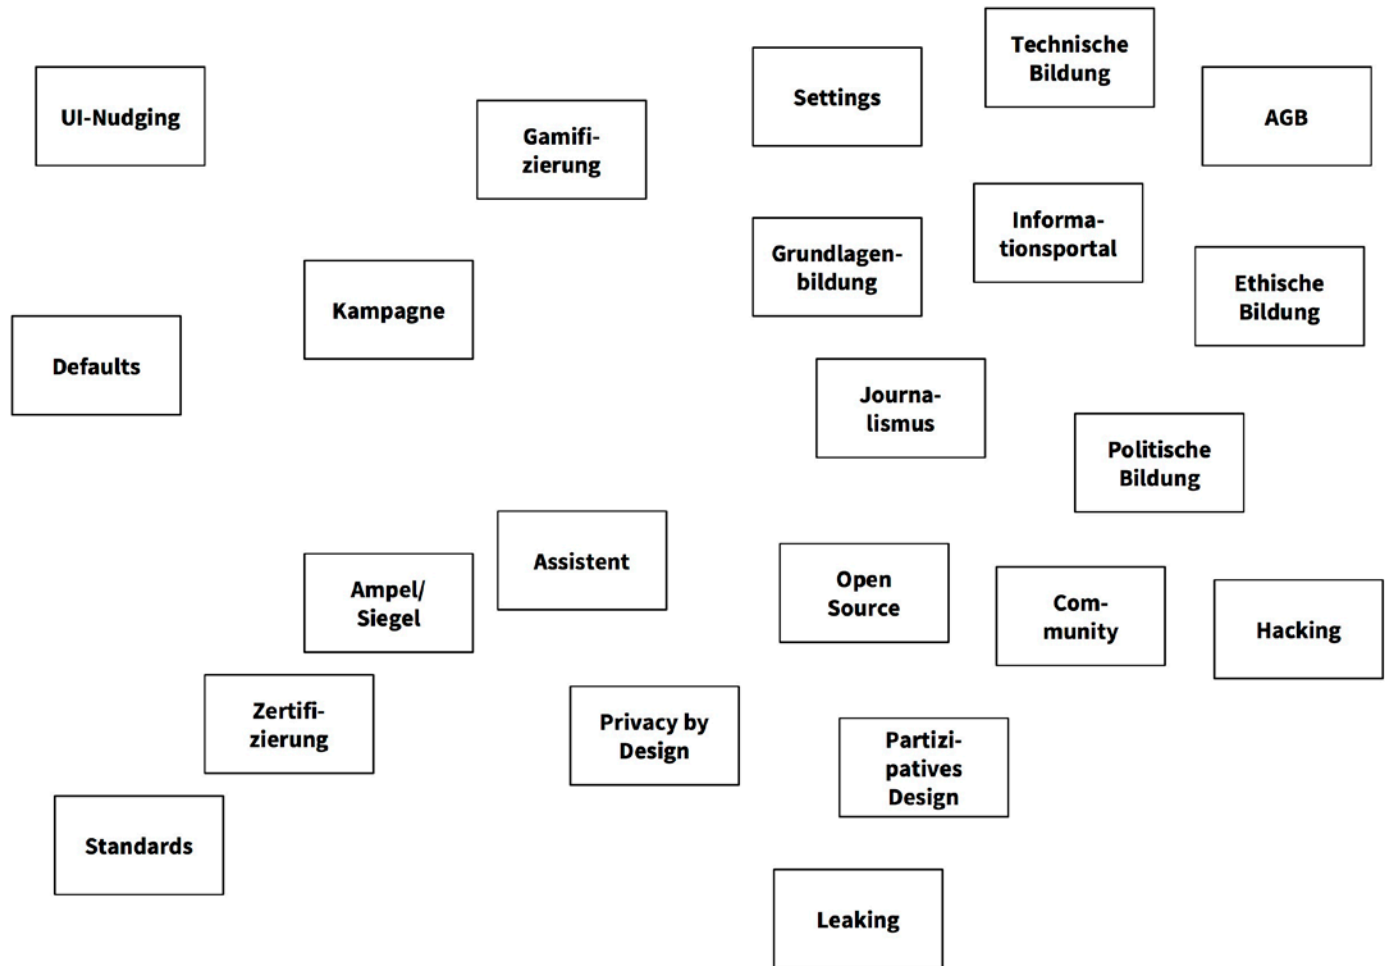 Technische
Bildung
Settings
UI-Nudging
AGB
Gamifi-
zierung
Informa-
tionsportal
Grundlagen-
bildung
Ethische
Bildung
Kampagne
Defaults
Journa-
lismus
Politische
Bildung
Assistent
Ampel/
Siegel
Open
Source
Com-
munity
Hacking
Zertifi-
zierung
Privacy by
Design
Partizi-
patives
Design
Standards
Leaking